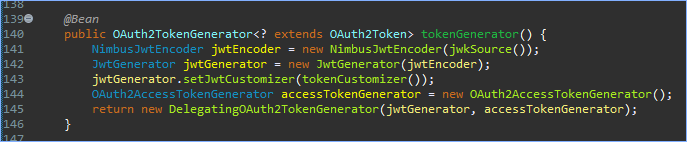 138
139 @Bean
140 public OAuth2TokenGenerator<? extends OAuth2Token> tokenGenerator() {
141 NimbusJwtEncoder jwtEncoder = new NimbusJwtEncoder(jwkSource());
142 JwtGenerator jwtGenerator = new JwtGenerator(jwtEncoder);
143 jwtGenerator.setJwtCustomizer(tokenCustomizer());
144 OAuth2AccessTokenGenerator accessTokenGenerator = new OAuth2AccessTokenGenerator();
145 return new DelegatingOAuth2TokenGenerator(jwtGenerator, accessTokenGenerator);
146 }
147